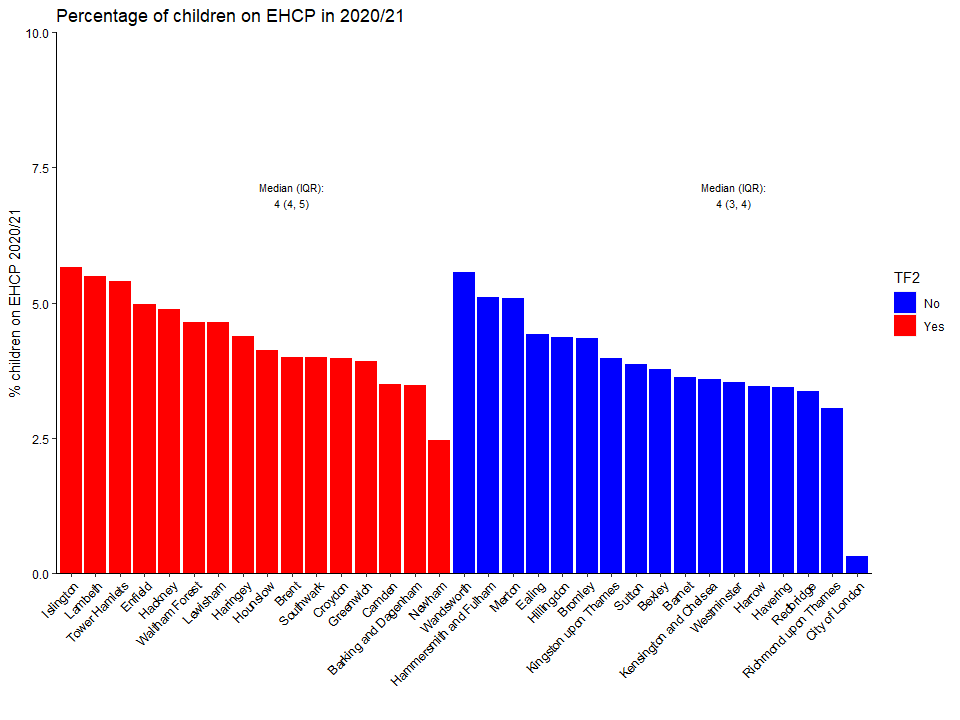 Percentage of children on EHCP in 2020/21
10.0
7.5
5.0
2.5
0.0
% children on EHCP 2020/21
Median (IQR):
4 (4, 5)
Median (IQR):
4 (3, 4)
TF2
No
Yes
Islington
Lambeth
Tower Hamlets
Enfield
Hackney
Waltham Forest
Lewisham
Haringey
Hounslow
Brent
Southwark
Croydon
Greenwich
Camden
Barking and Dagenham
Newham
Wandsworth
Hammersmith and Fulham
Merton
Ealing
Hillingdon
Bromley
Kingston upon Thames
Sutton
Bexley
Barnet
Kensington and Chelsea
Westminster
Harrow
Havering
Redbridge
Richmond upon Thames
City of London